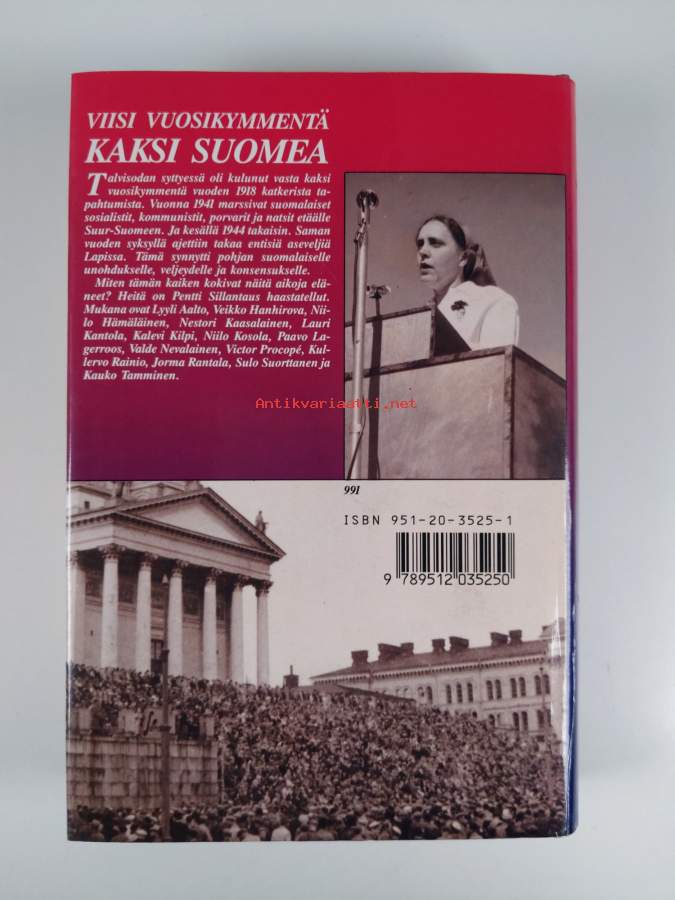 VIISI VUOSIKYMMENTÄ
KAKSI SUOMEA
Talvisodan syttyessä oli kulunut vasta kaksi
vuosikymmentä vuoden 1918 katkerista ta-
pahtumista. Vuonna 1941 marssivat suomalaiset
sosialistit, kommunistit, porvarit ja natsit etäälle
Suur-Suomeen. Ja kesällä 1944 takaisin. Saman
vuoden syksyllä ajettiin takaa entisiä aseveljiä
Lapissa. Tämä synnytti pohjan suomalaiselle
unohdukselle, veljeydelle ja konsensukselle.
Miten tämän kaiken kokivat näitä aikoja elä-
neet? Heitä on Pentti Sillantaus haastatellut.
Mukana ovat Lyyli Aalto, Veikko Hanhirova, Nii-
lo Hämäläinen, Nestori Kaasalainen, Lauri
Kantola, Kalevi Kilpi, Niilo Kosola, Paavo La-
gerroos, Valde Nevalainen, Victor Procopé, Kul-
lervo Rainio, Jorma Rantala, Sulo Suorttanen ja
Kauko Tamminen.
Antikvariaatti.net
991
ISBN 951-20-3525-1
9 789512 035250